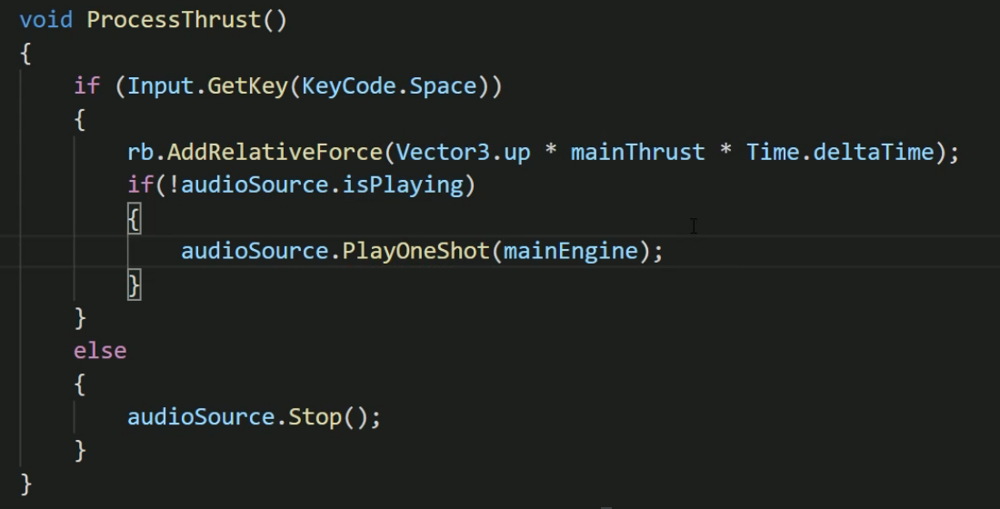 void ProcessThrust()
{
    if (Input.GetKey(KeyCode.Space))
    {
        rb.AddRelativeForce(Vector3.up * mainThrust * Time.deltaTime);
        if(!audioSource.isPlaying)
        {
            audioSource.PlayOneShot(mainEngine);
        }
    }
    else
    {
        audioSource.Stop();
    }
}